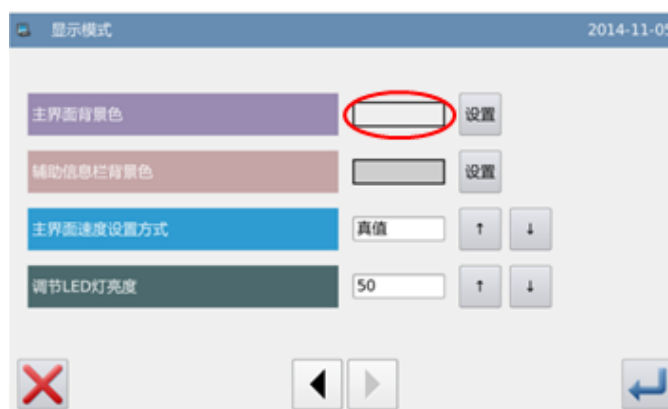 显示模式 2014-11-05
主界面背景色 设置
辅助信息栏背景色 设置
主界面速度设置方式 真值 ↑ ↓
调节LED灯亮度 50 ↑ ↓